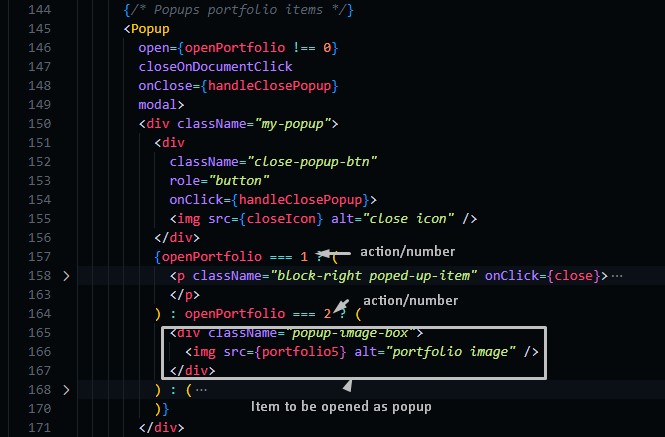 144 {/* Popups portfolio items */}
145 <Popup
146 open={openPortfolio !== 0}
147 closeOnDocumentClick
148 onClose={handleClosePopup}
149 modal>
150 <div className="my-popup">
151 <div
152 className="close-popup-btn"
153 role="button"
154 onClick={handleClosePopup}>
155 <img src={closeIcon} alt="close icon" />
156 </div>
157 {openPortfolio === 1 ? ( action/number
158 > <p className="block-right poped-up-item" onClick={close}>···
163 </p>
action/number
164 ) : openPortfolio === 2 ? (
165 <div className="popup-image-box">
166 <img src={portfolio5} alt="portfolio image" />
167 </div>
168 > ) : (···
170 )}
Item to be opened as popup
171 </div>